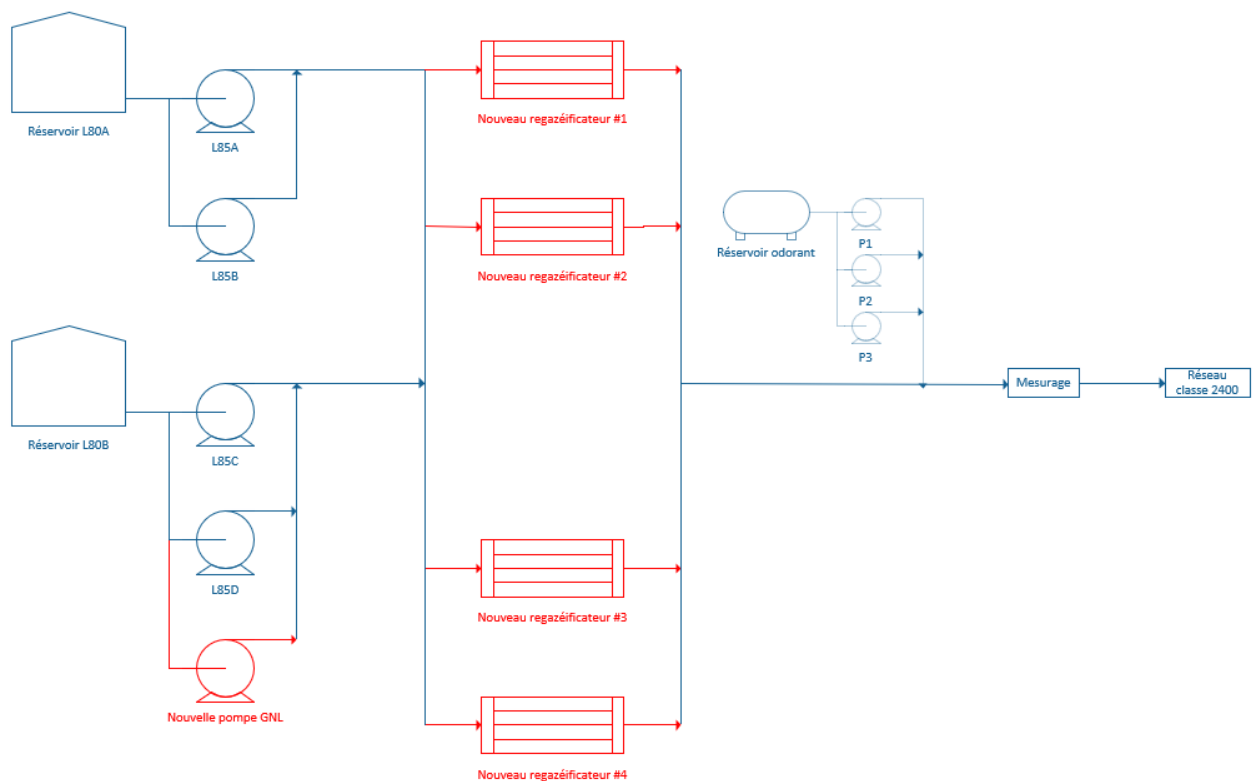 Réservoir L80A
L85A
L85B
Réservoir L80B
L85C
L85D
Nouvelle pompe GNL
Nouveau regazéificateur #1
Nouveau regazéificateur #2
Nouveau regazéificateur #3
Nouveau regazéificateur #4
Réservoir odorant
P1
P2
P3
Mesurage
Réseau
classe 2400